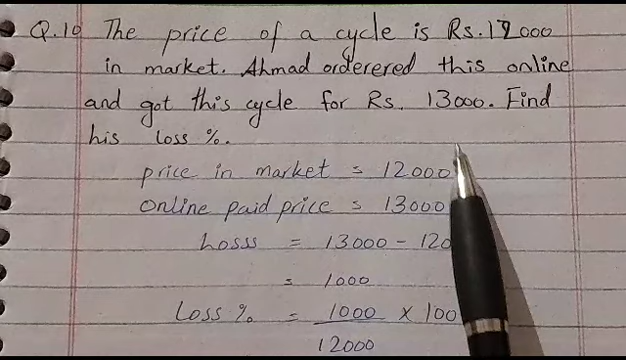 Q.10 The price of a cycle is Rs.12000
in market. Ahmad orderered this online
and got this cycle for Rs. 13000. Find
his loss %.
price in market = 12000
Online paid price = 13000
Losss = 13000 - 120
= 1000
Loss % = 1000 × 100
12000